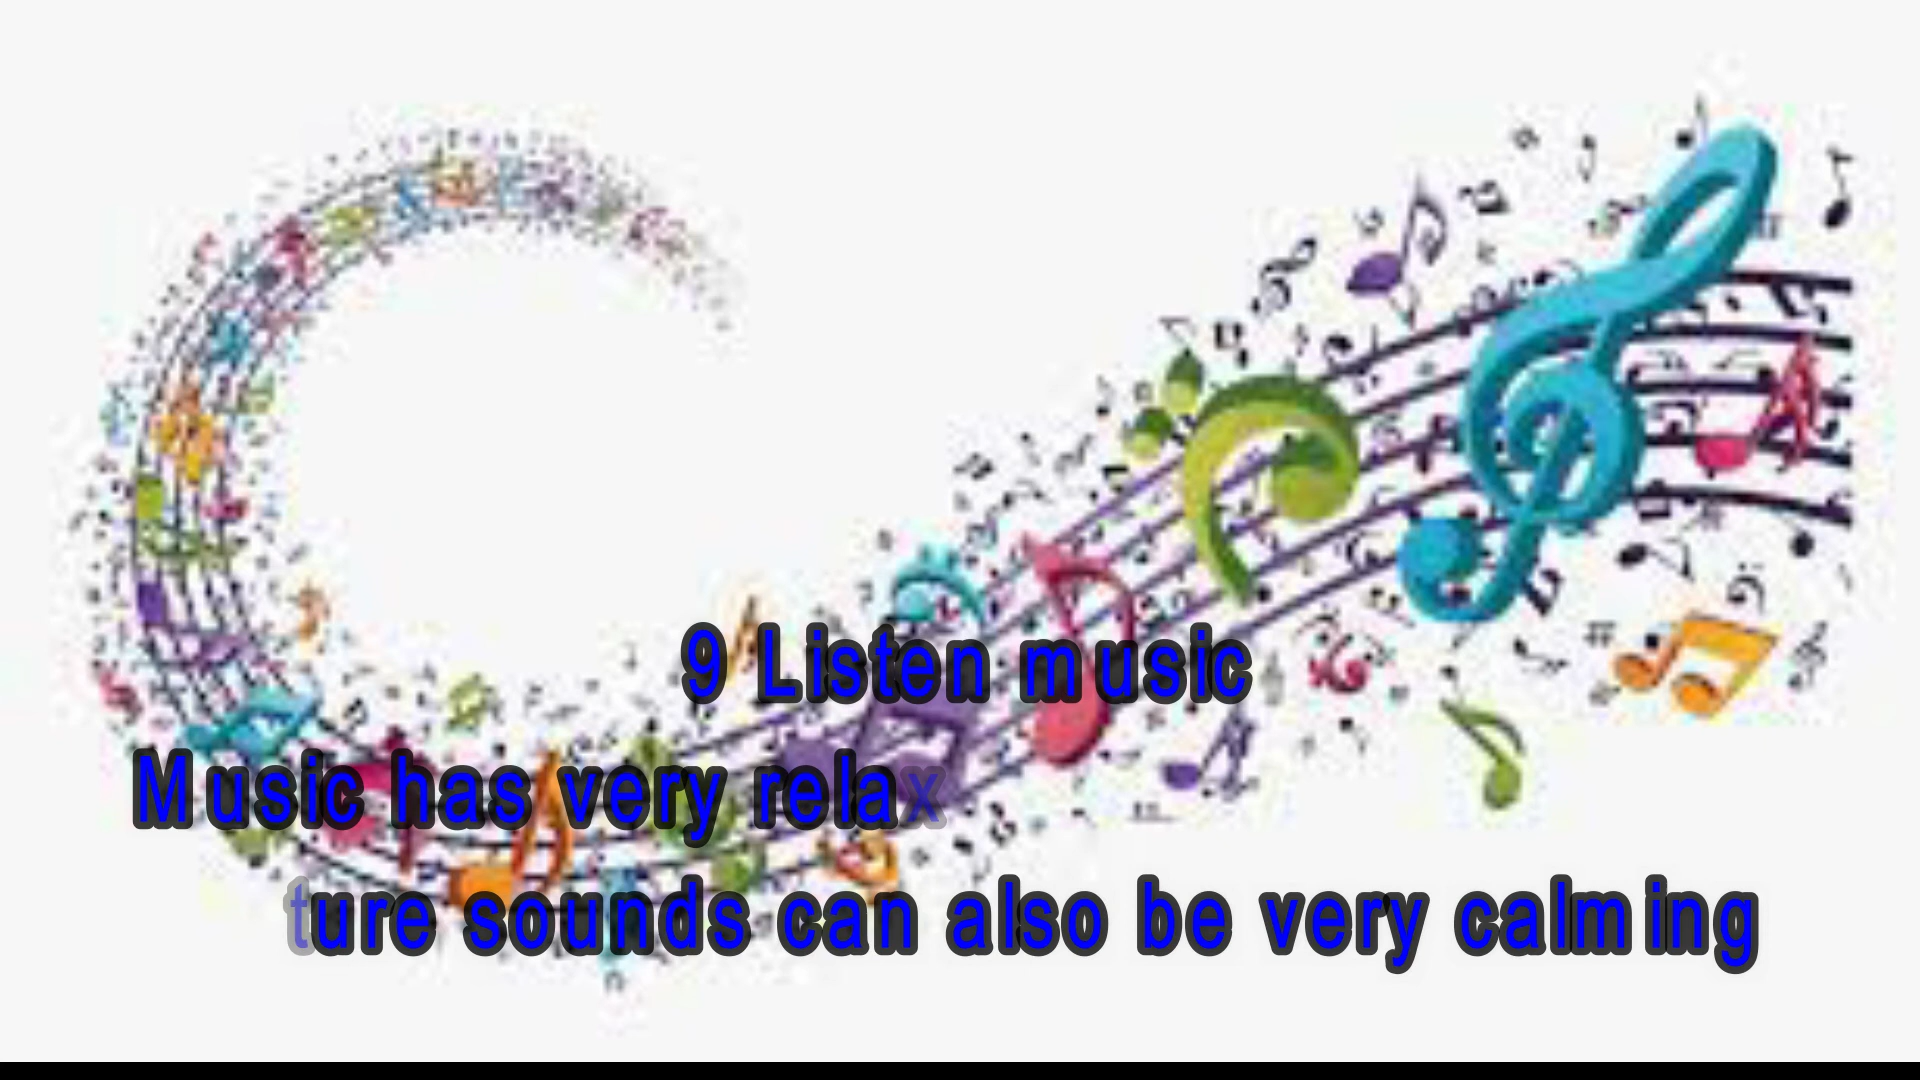 9 Listen music
Music has very relax
ture sounds can also be very calming